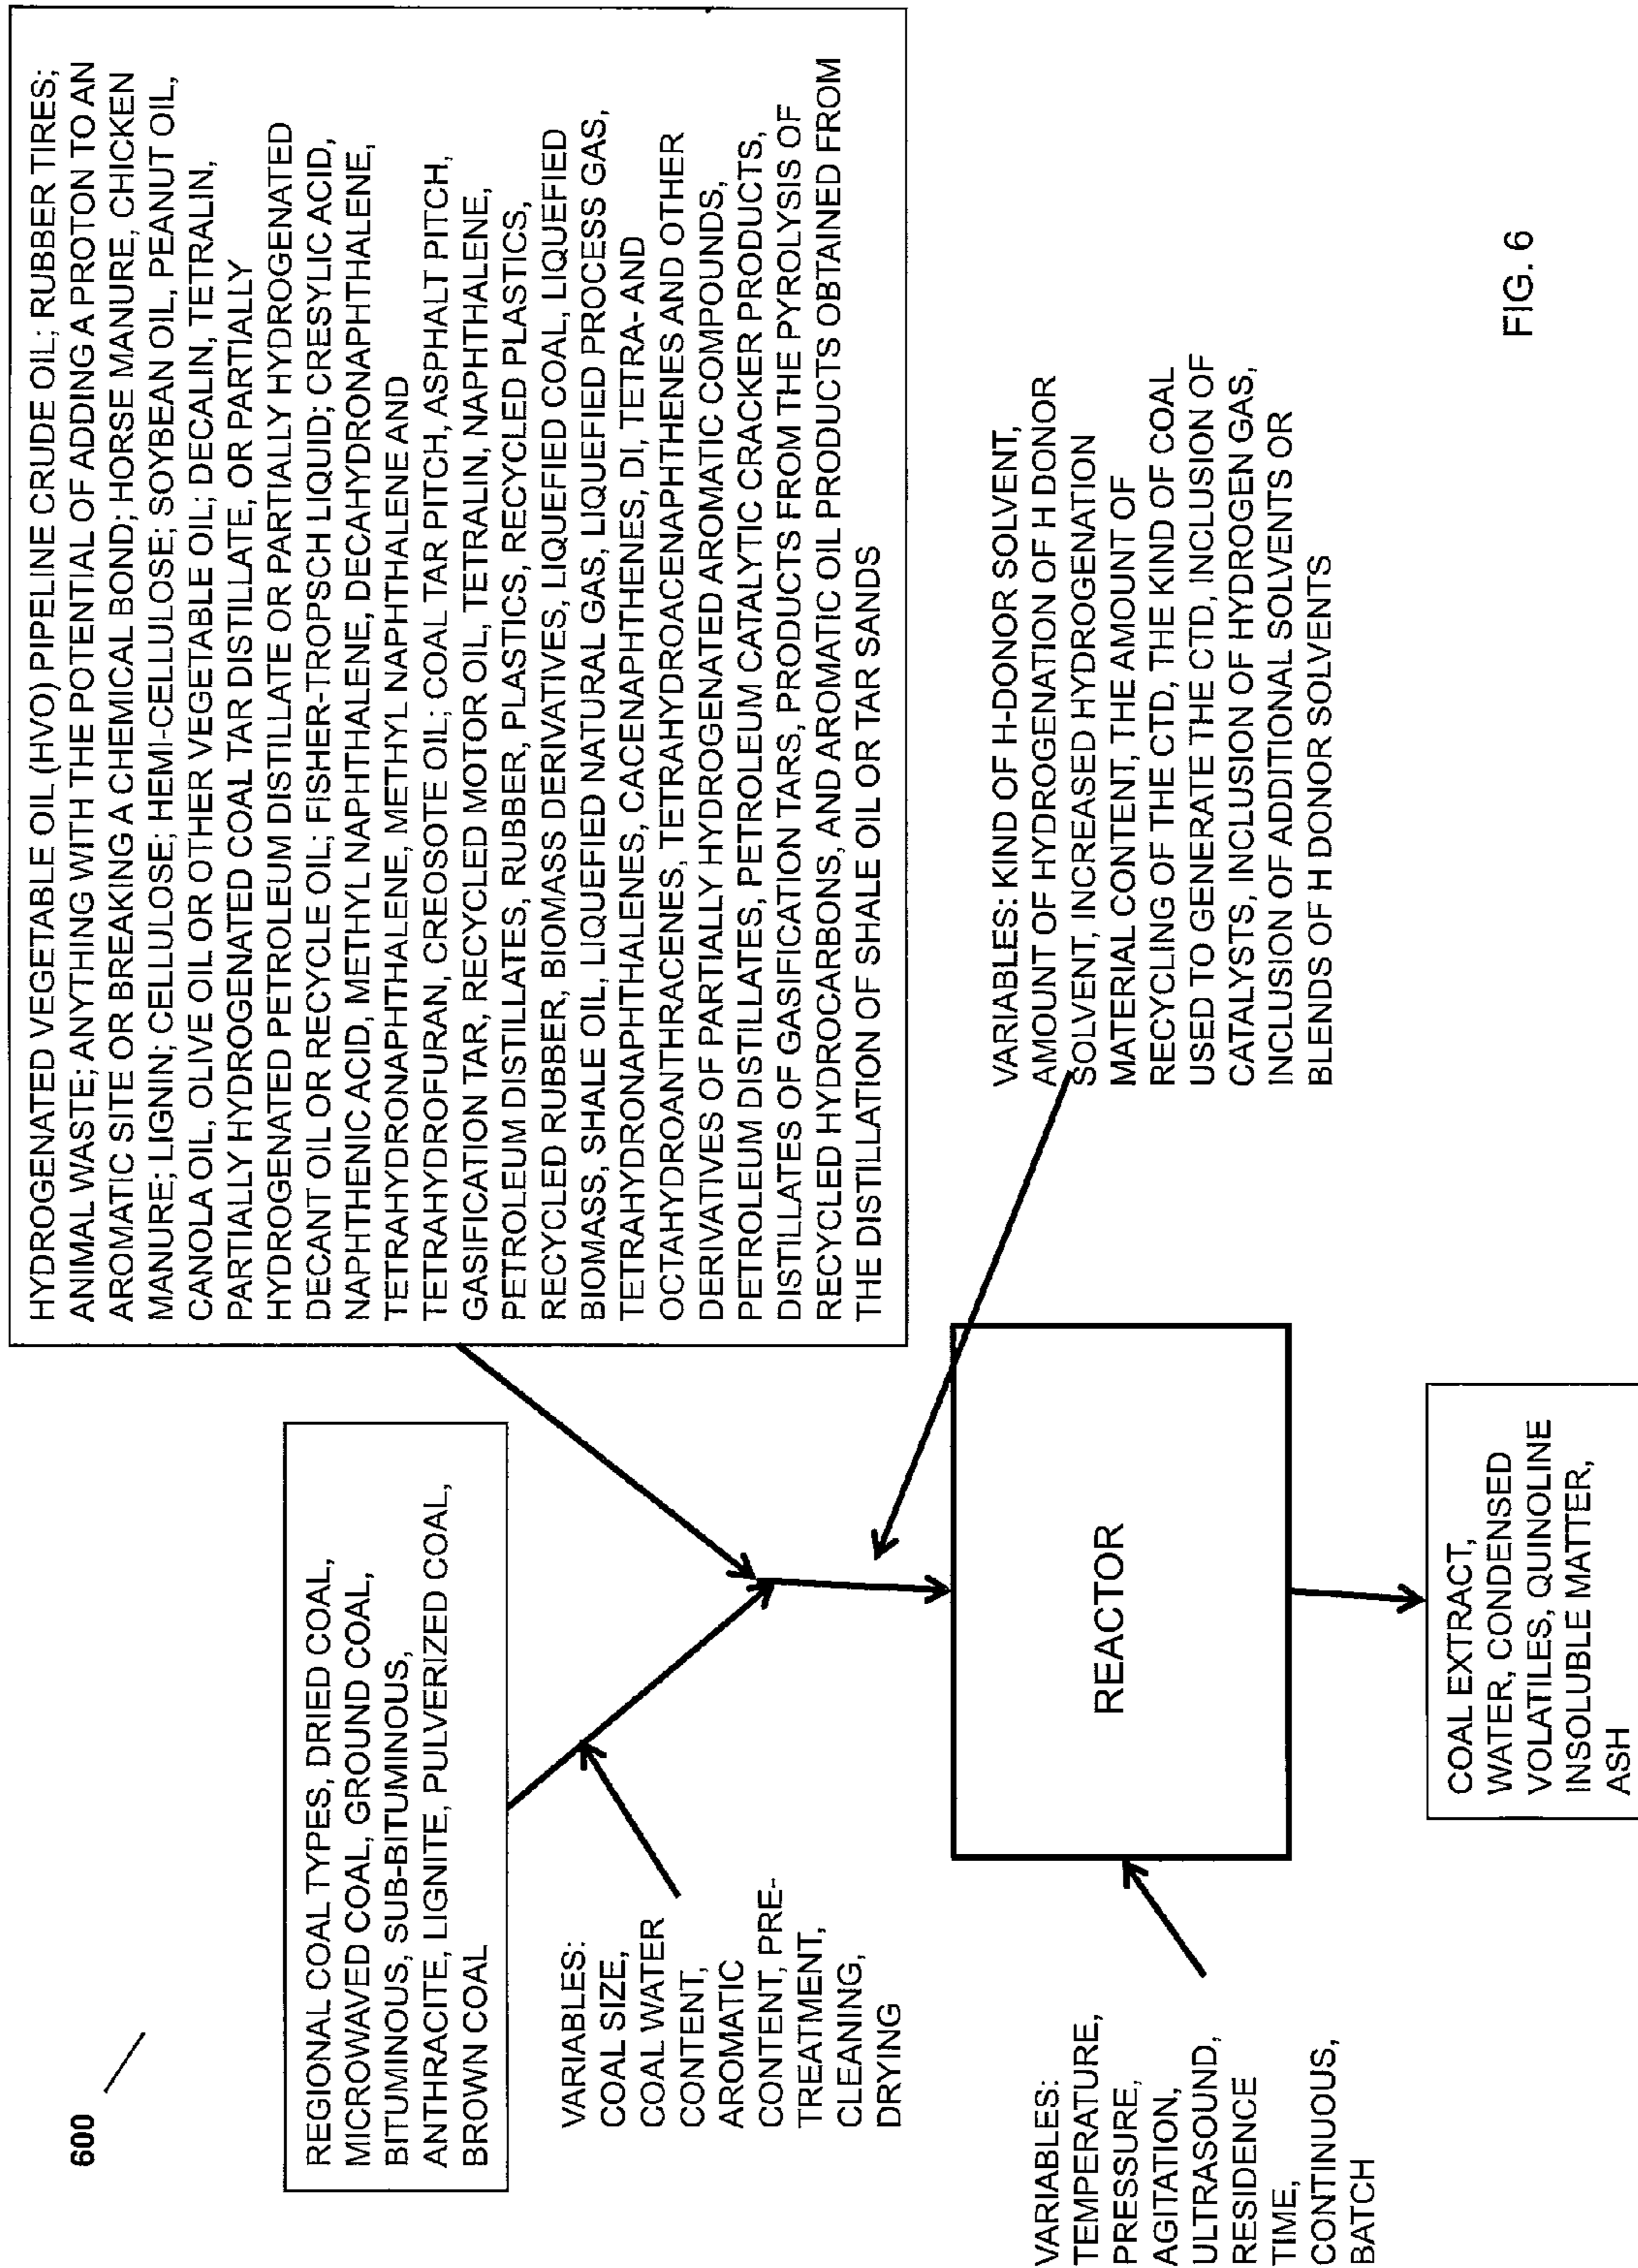 600
HYDROGENATED VEGETABLE OIL (HVO) PIPELINE CRUDE OIL; RUBBER TIRES;
ANIMAL WASTE; ANYTHING WITH THE POTENTIAL OF ADDING A PROTON TO AN
AROMATIC SITE OR BREAKING A CHEMICAL BOND; HORSE MANURE, CHICKEN
MANURE; LIGNIN; CELLULOSE; HEMI-CELLULOSE; SOYBEAN OIL, PEANUT OIL,
CANOLA OIL, OLIVE OIL OR OTHER VEGETABLE OIL; DECALIN, TETRALIN,
PARTIALLY HYDROGENATED COAL TAR DISTILLATE, OR PARTIALLY
HYDROGENATED PETROLEUM DISTILLATE OR PARTIALLY HYDROGENATED
DECANT OIL OR RECYCLE OIL; FISHER-TROPSCH LIQUID; CRESYLIC ACID,
NAPHTHENIC ACID, METHYL NAPHTHALENE, DECAHYDRONAPHTHALENE,
TETRAHYDRONAPHTHALENE, METHYL NAPHTHALENE AND
TETRAHYDROFURAN, CREOSOTE OIL; COAL TAR PITCH, ASPHALT PITCH,
GASIFICATION TAR, RECYCLED MOTOR OIL, TETRALIN, NAPHTHALENE,
PETROLEUM DISTILLATES, RUBBER, PLASTICS, RECYCLED PLASTICS,
RECYCLED RUBBER, BIOMASS DERIVATIVES, LIQUEFIED COAL, LIQUEFIED
BIOMASS, SHALE OIL, LIQUEFIED NATURAL GAS, LIQUEFIED PROCESS GAS,
TETRAHYDRONAPHTHALENES, CACENAPHTHENES, DI, TETRA- AND
OCTAHYDROANTHRACENES, TETRAHYDROACENAPHTHENES AND OTHER
DERIVATIVES OF PARTIALLY HYDROGENATED AROMATIC COMPOUNDS,
PETROLEUM DISTILLATES, PETROLEUM CATALYTIC CRACKER PRODUCTS,
DISTILLATES OF GASIFICATION TARS, PRODUCTS FROM THE PYROLYSIS OF
RECYCLED HYDROCARBONS, AND AROMATIC OIL PRODUCTS OBTAINED FROM
THE DISTILLATION OF SHALE OIL OR TAR SANDS
REGIONAL COAL TYPES, DRIED COAL,
MICROWAVED COAL, GROUND COAL,
BITUMINOUS, SUB-BITUMINOUS,
ANTHRACITE, LIGNITE, PULVERIZED COAL,
BROWN COAL
VARIABLES:
COAL SIZE,
COAL WATER
CONTENT,
AROMATIC
CONTENT, PRE-
TREATMENT,
CLEANING,
DRYING
VARIABLES: KIND OF H-DONOR SOLVENT,
AMOUNT OF HYDROGENATION OF H DONOR
SOLVENT, INCREASED HYDROGENATION
MATERIAL CONTENT, THE AMOUNT OF
RECYCLING OF THE CTD, THE KIND OF COAL
USED TO GENERATE THE CTD, INCLUSION OF
CATALYSTS, INCLUSION OF HYDROGEN GAS,
INCLUSION OF ADDITIONAL SOLVENTS OR
BLENDS OF H DONOR SOLVENTS
VARIABLES:
TEMPERATURE,
PRESSURE,
AGITATION,
ULTRASOUND,
RESIDENCE
TIME,
CONTINUOUS,
BATCH
REACTOR
COAL EXTRACT,
WATER, CONDENSED
VOLATILES, QUINOLINE
INSOLUBLE MATTER,
ASH
FIG. 6